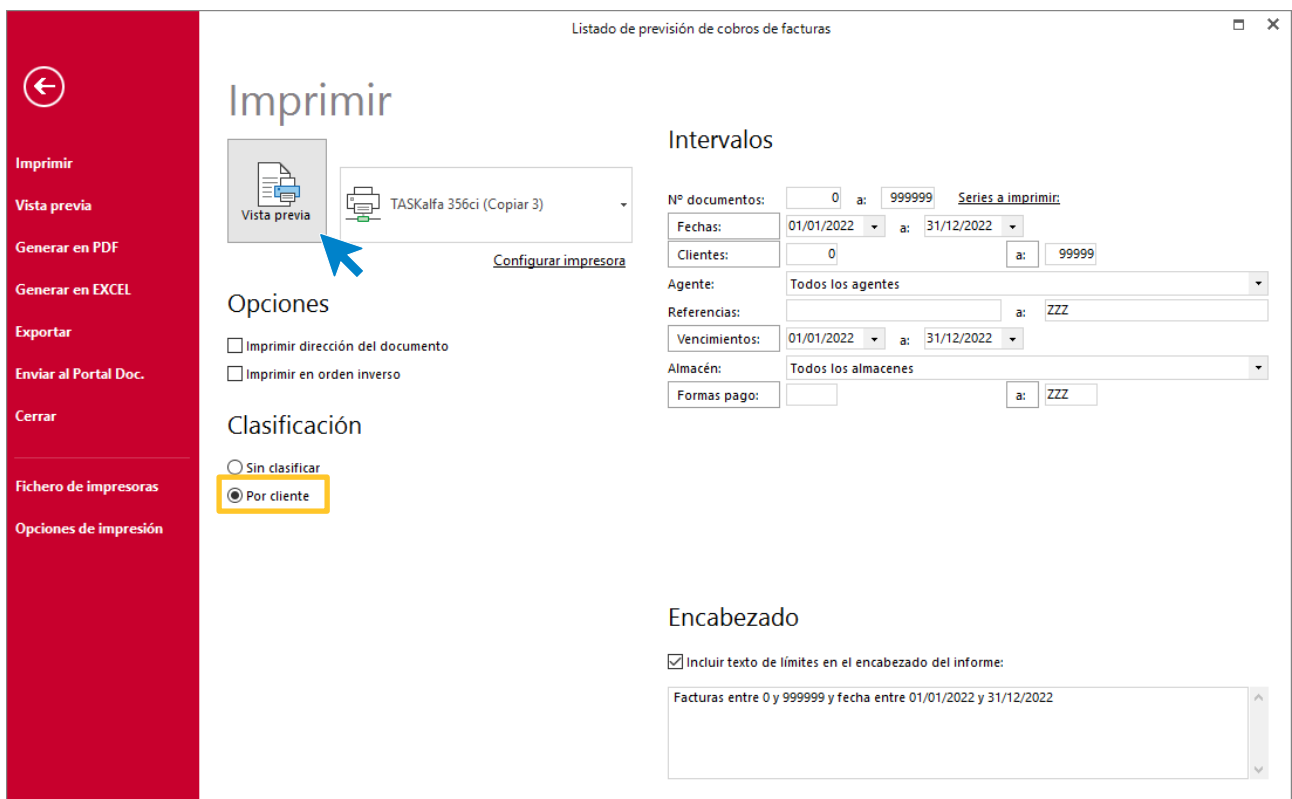 Listado de previsión de cobros de facturas
Imprimir
Vista previa
Generar en PDF
Generar en EXCEL
Exportar
Enviar al Portal Doc.
Cerrar
Fichero de impresoras
Opciones de impresión
Imprimir
Vista previa
TASKalfa 356ci (Copiar 3)
Configurar impresora
Opciones
Imprimir dirección del documento
Imprimir en orden inverso
Clasificación
Sin clasificar
Por cliente
Intervalos
Nº documentos: 0 a: 999999 Series a imprimir:
Fechas: 01/01/2022 a: 31/12/2022
Clientes: 0 a: 99999
Agente: Todos los agentes
Referencias: a: ZZZ
Vencimientos: 01/01/2022 a: 31/12/2022
Almacén: Todos los almacenes
Formas pago: a: ZZZ
Encabezado
Incluir texto de límites en el encabezado del informe:
Facturas entre 0 y 999999 y fecha entre 01/01/2022 y 31/12/2022